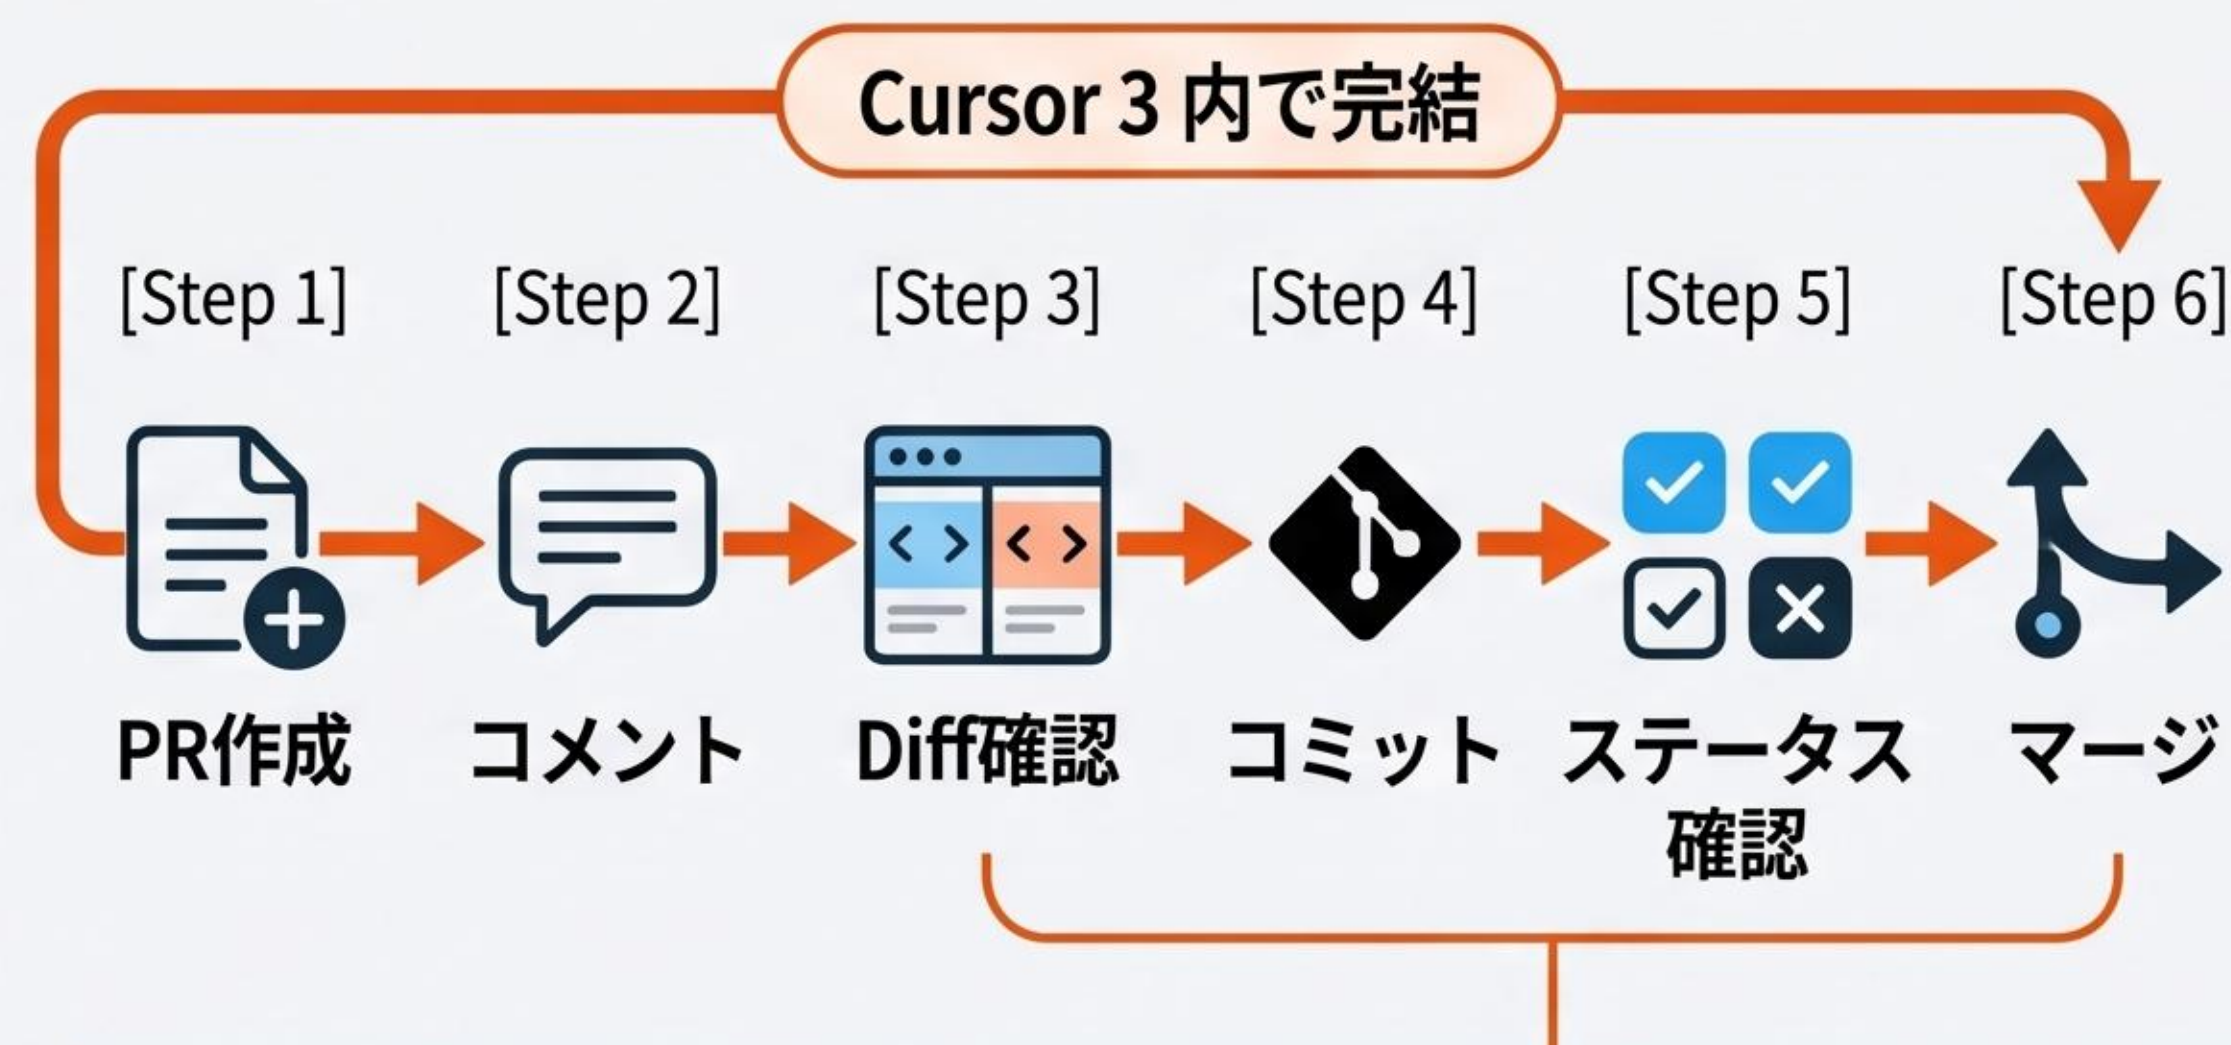 Cursor 3 内で完結
[Step 1]
[Step 2]
[Step 3]
[Step 4]
[Step 5]
[Step 6]
PR作成
コメント
Diff確認
コミット
ステータス
確認
マージ